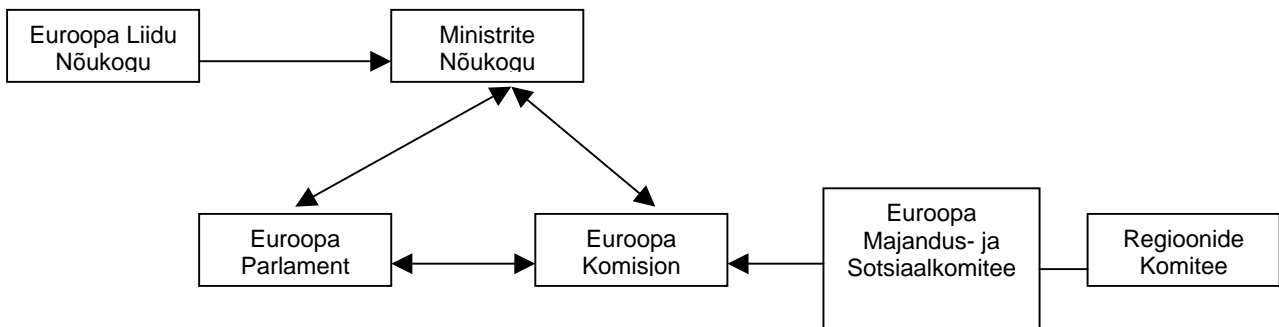 Euroopa Liidu
Nõukogu
Ministrite
Nõukogu
Euroopa
Parlament
Euroopa
Komisjon
Euroopa
Majandus- ja
Sotsiaalkomitee
Regioonide
Komitee